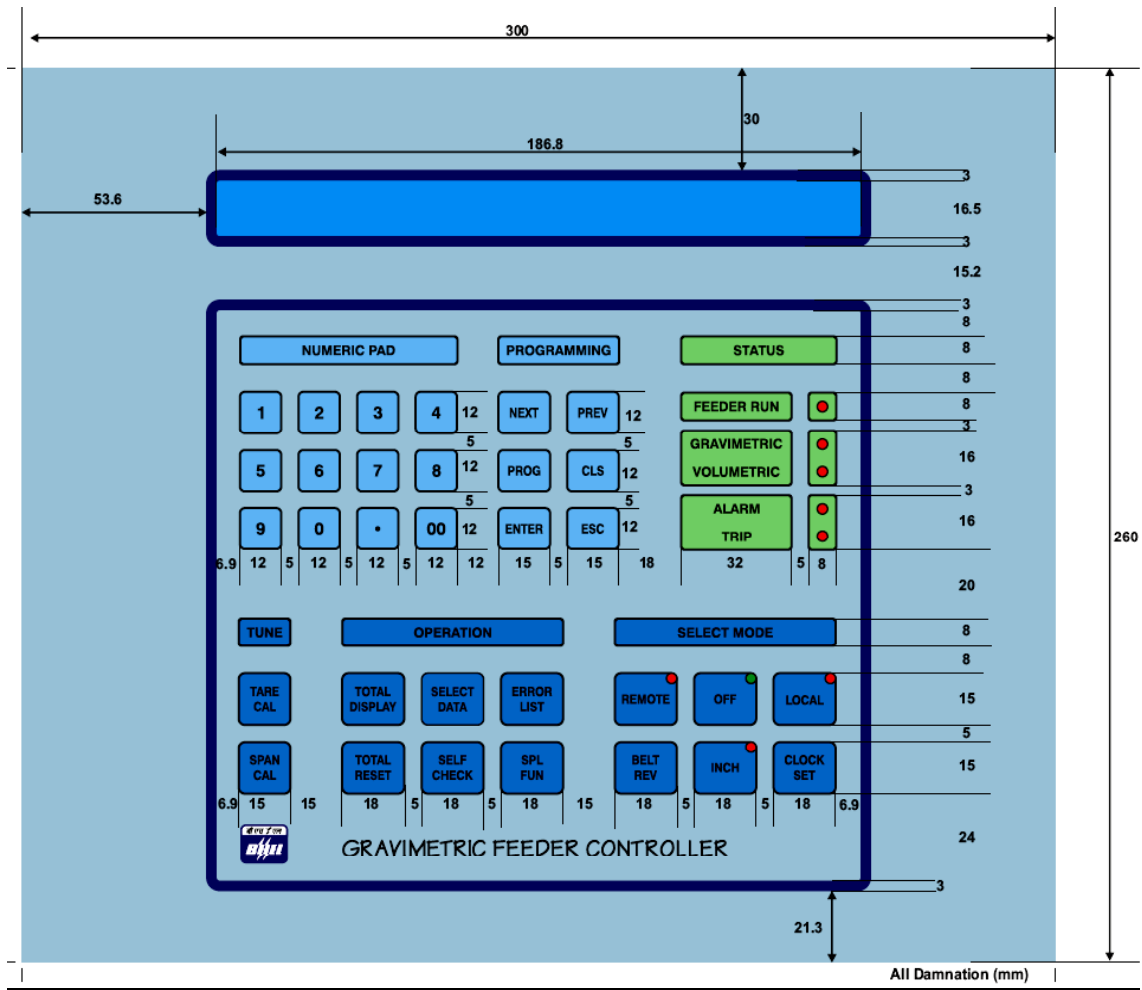 300
30
186.8
3
53.6
16.5
3
15.2
3
8
NUMERIC PAD PROGRAMMING STATUS 8
8
1 2 3 4 12 NEXT PREV 12 FEEDER RUN 8
5 5 3
GRAVIMETRIC
5 6 7 8 12 PROG CLS 12 VOLUMETRIC 16
5 5 3
ALARM
9 0 • 00 12 ENTER ESC 12 16
TRIP
260
6.9 12 5 12 5 12 5 12 12 15 5 15 18 32 5 8
20
TUNE OPERATION SELECT MODE 8
8
TARE CAL TOTAL DISPLAY SELECT DATA ERROR LIST REMOTE OFF LOCAL 15
5
SPAN CAL TOTAL RESET SELF CHECK SPL FUN BELT REV INCH CLOCK SET 15
6.9 15 15 18 5 18 5 18 15 18 5 18 5 18 6.9
बी एच ई एल
GRAVIMETRIC FEEDER CONTROLLER 24
3
21.3
All Damnation (mm)